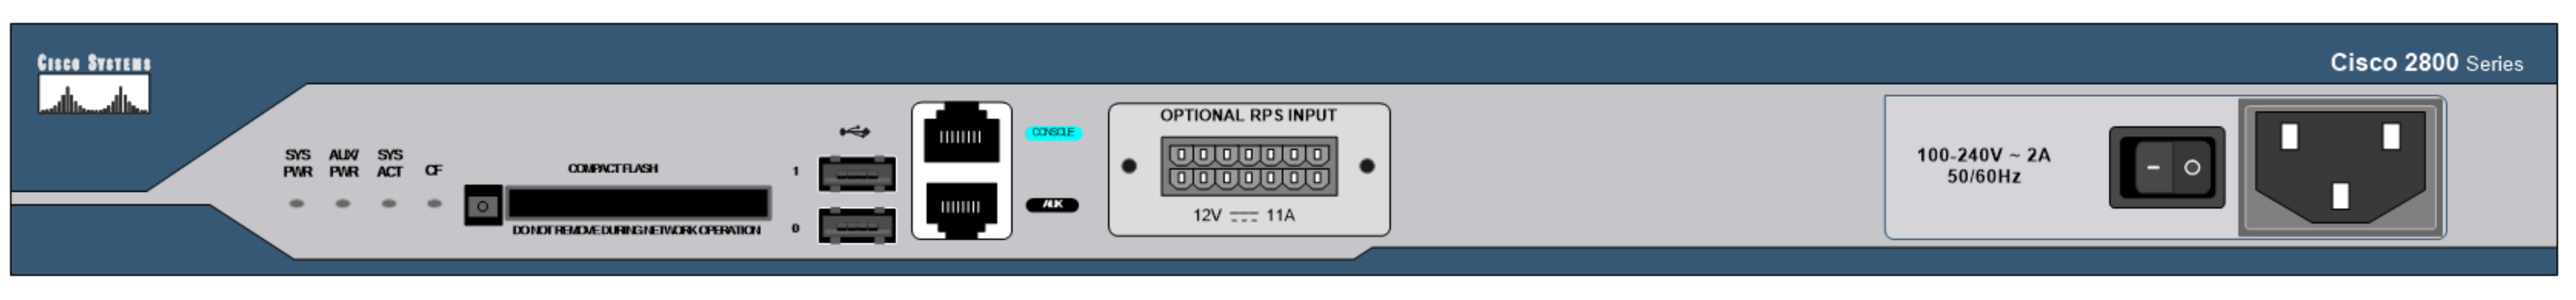 CISCO SYSTEMS
Cisco 2800 Series
SYS PWR
AUX/ PWR
SYS ACT
CF
COMPACT FLASH
DO NOT REMOVE DURING NETWORK OPERATION
1
0
CONSOLE
AUX
OPTIONAL RPS INPUT
12V 11A
100-240V ~ 2A
50/60Hz